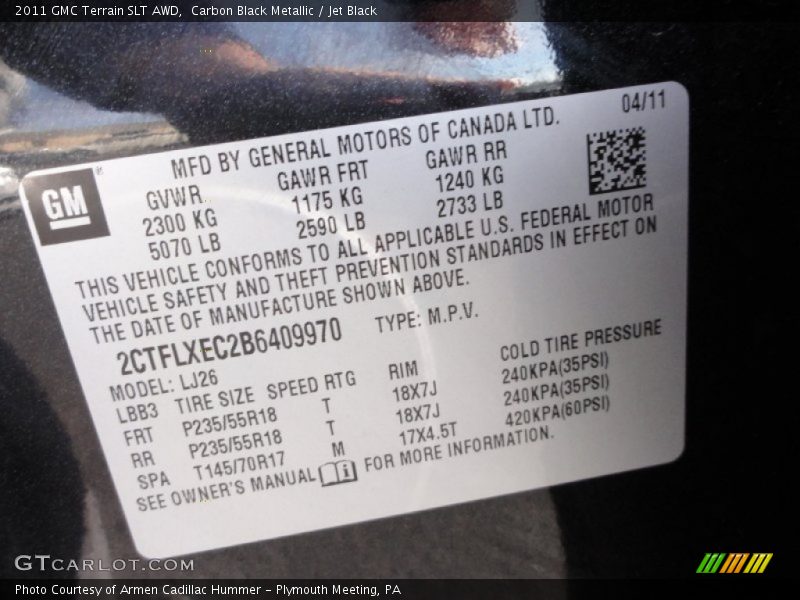 2011 GMC Terrain SLT AWD,  Carbon Black Metallic / Jet Black
04/11
MFD BY GENERAL MOTORS OF CANADA LTD.
GM®
GVWR GAWR FRT GAWR RR
2300 KG 1175 KG 1240 KG
5070 LB 2590 LB 2733 LB
THIS VEHICLE CONFORMS TO ALL APPLICABLE U.S. FEDERAL MOTOR
VEHICLE SAFETY AND THEFT PREVENTION STANDARDS IN EFFECT ON
THE DATE OF MANUFACTURE SHOWN ABOVE.
2CTFLXEC2B6409970 TYPE: M.P.V.
MODEL: LJ26
LBB3 TIRE SIZE SPEED RTG RIM COLD TIRE PRESSURE
FRT P235/55R18 T 18X7J 240KPA(35PSI)
RR P235/55R18 T 18X7J 240KPA(35PSI)
SPA T145/70R17 M 17X4.5T 420KPA(60PSI)
SEE OWNER'S MANUAL i FOR MORE INFORMATION.
GTCARLOT.COM
Photo Courtesy of Armen Cadillac Hummer - Plymouth Meeting, PA